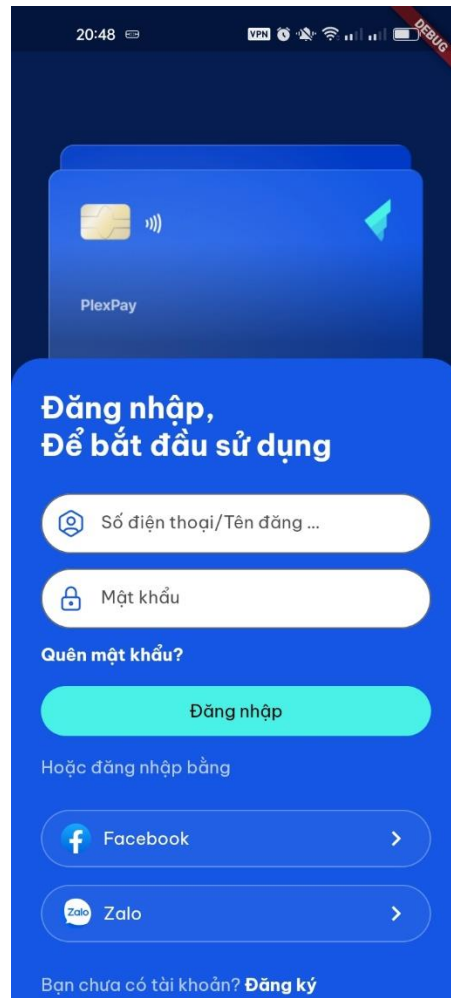 20:48
VPN
DEBUG
PlexPay
Đăng nhập,
Để bắt đầu sử dụng
Số điện thoại/Tên đăng ...
Mật khẩu
Quên mật khẩu?
Đăng nhập
Hoặc đăng nhập bằng
Facebook
Zalo Zalo
Bạn chưa có tài khoản? Đăng ký